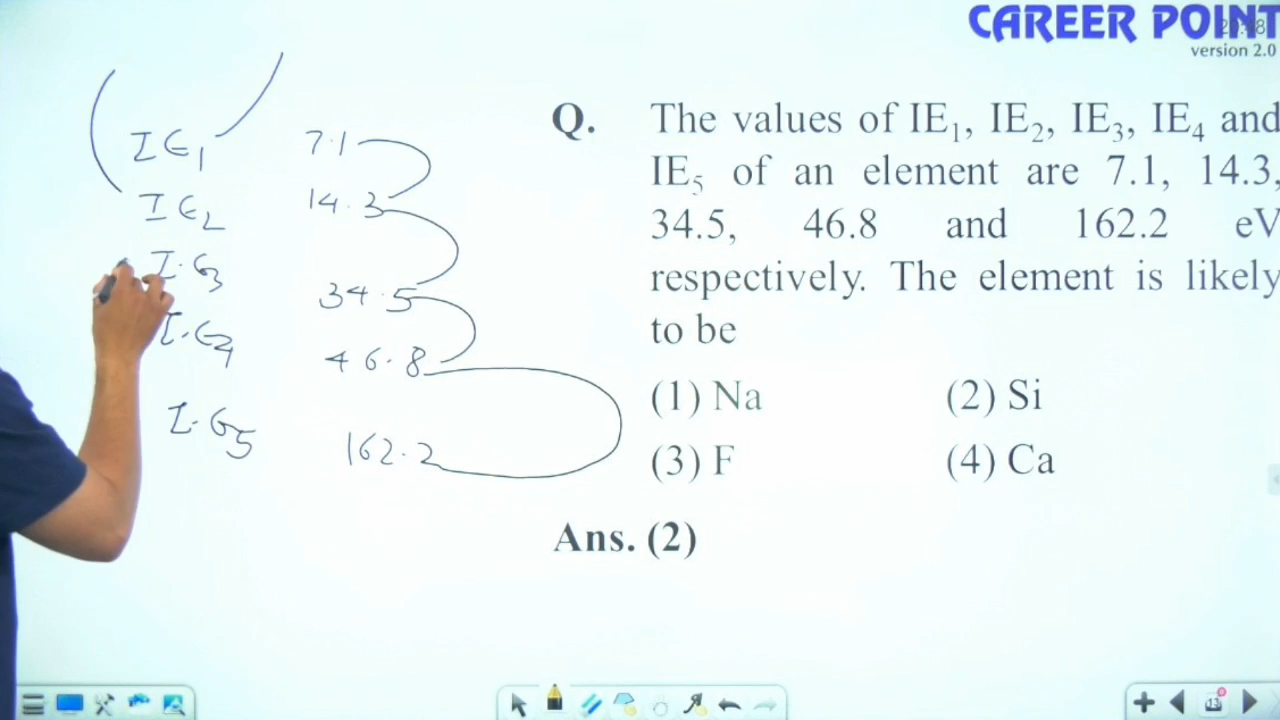 CAREER POINT
version 2.0
Q. The values of IE₁, IE₂, IE₃, IE₄ and
IE₅ of an element are 7.1, 14.3,
34.5, 46.8 and 162.2 eV
respectively. The element is likely
to be
(1) Na (2) Si
(3) F (4) Ca
Ans. (2)
IE₁ 7.1
IE₂ 14.3
I.E₃ 34.5
I.E₄ 46.8
I.E₅ 162.2
13